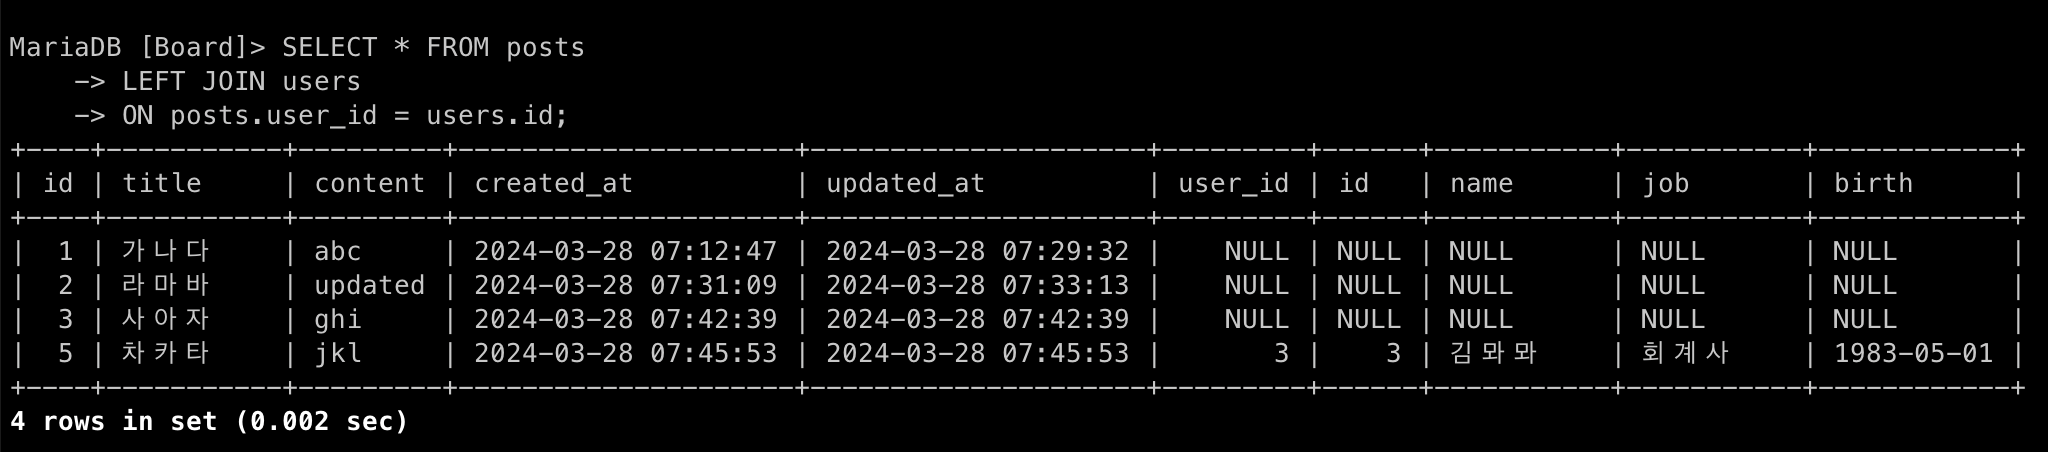 MariaDB [Board]> SELECT * FROM posts
    -> LEFT JOIN users
    -> ON posts.user_id = users.id;
+----+-----------+---------+---------------------+---------------------+---------+------+-----------+-----------+------------+
| id | title     | content | created_at          | updated_at          | user_id | id   | name      | job       | birth      |
+----+-----------+---------+---------------------+---------------------+---------+------+-----------+-----------+------------+
|  1 | 가나다    | abc     | 2024-03-28 07:12:47 | 2024-03-28 07:29:32 |    NULL | NULL | NULL      | NULL      | NULL       |
|  2 | 라마바    | updated | 2024-03-28 07:31:09 | 2024-03-28 07:33:13 |    NULL | NULL | NULL      | NULL      | NULL       |
|  3 | 사아자    | ghi     | 2024-03-28 07:42:39 | 2024-03-28 07:42:39 |    NULL | NULL | NULL      | NULL      | NULL       |
|  5 | 차카타    | jkl     | 2024-03-28 07:45:53 | 2024-03-28 07:45:53 |       3 |    3 | 김뫄뫄    | 회계사    | 1983-05-01 |
+----+-----------+---------+---------------------+---------------------+---------+------+-----------+-----------+------------+
4 rows in set (0.002 sec)